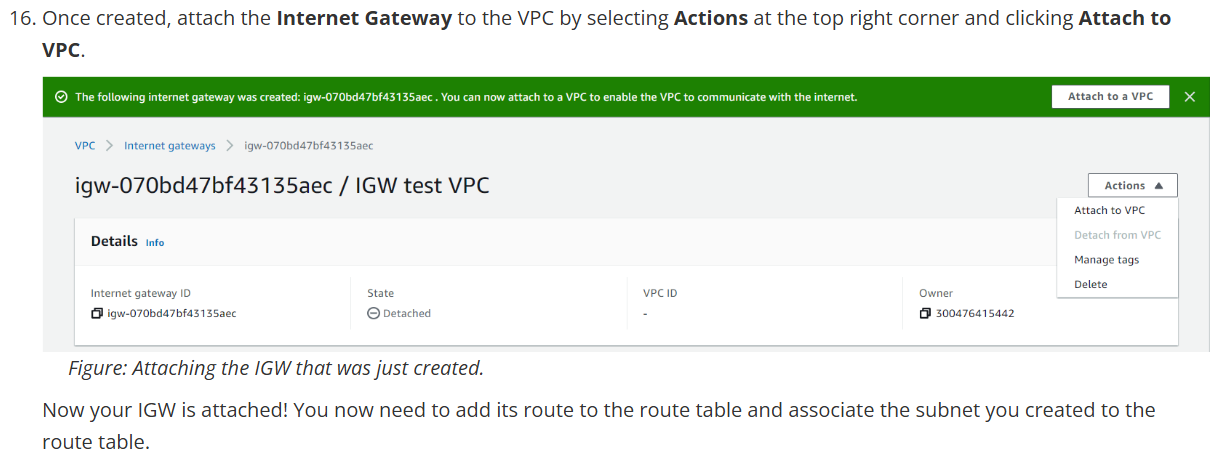 16. Once created, attach the Internet Gateway to the VPC by selecting Actions at the top right corner and clicking Attach to
VPC.
The following internet gateway was created: igw-070bd47bf43135aec . You can now attach to a VPC to enable the VPC to communicate with the internet.
Attach to a VPC
VPC > Internet gateways > igw-070bd47bf43135aec
igw-070bd47bf43135aec / IGW test VPC
Actions
Attach to VPC
Detach from VPC
Manage tags
Delete
Details Info
Internet gateway ID
igw-070bd47bf43135aec
State
Detached
VPC ID
-
Owner
300476415442
Figure: Attaching the IGW that was just created.
Now your IGW is attached! You now need to add its route to the route table and associate the subnet you created to the
route table.